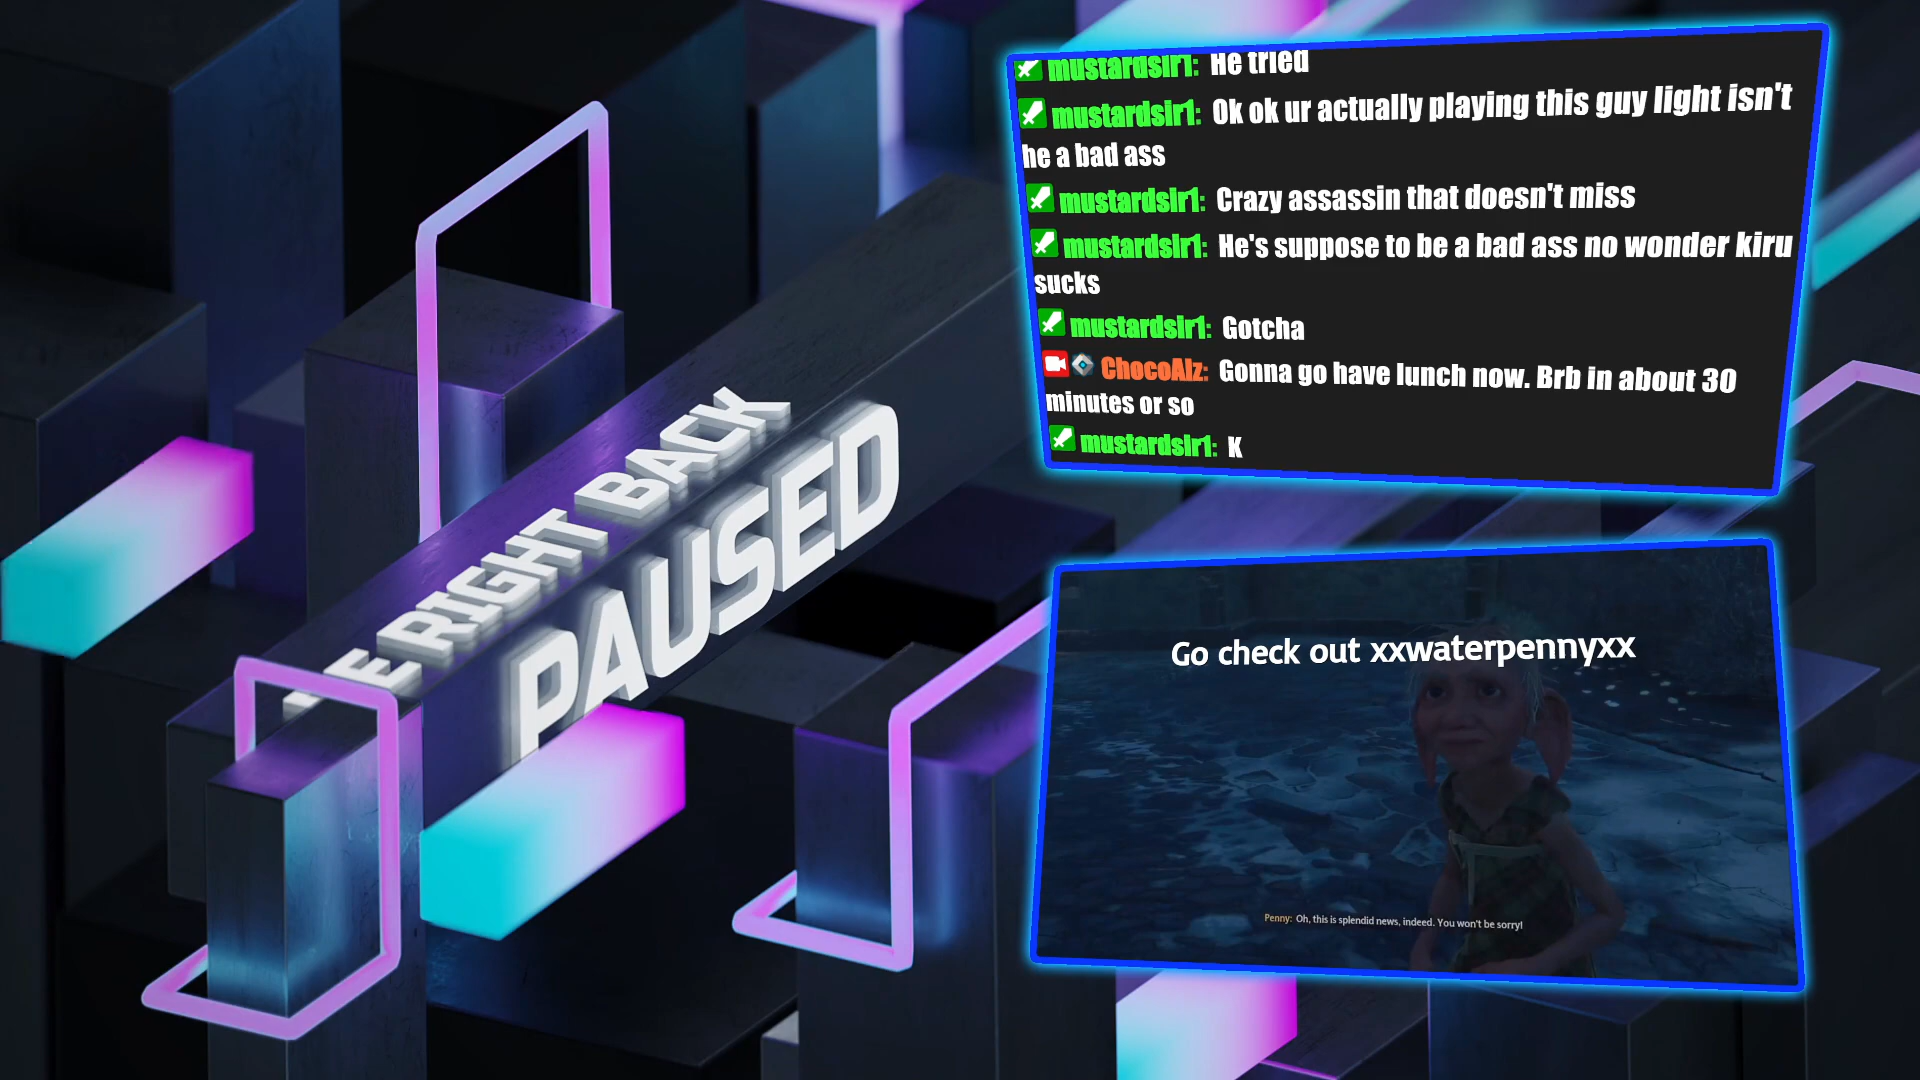 BE RIGHT BACK
PAUSED
mustardsir1: He tried
mustardsir1: Ok ok ur actually playing this guy light isn't
he a bad ass
mustardsir1: Crazy assassin that doesn't miss
mustardsir1: He's suppose to be a bad ass no wonder kiru
sucks
mustardsir1: Gotcha
ChocoAlz: Gonna go have lunch now. Brb in about 30
minutes or so
mustardsir1: K
Go check out xxwaterpennyxx
Penny: Oh, this is splendid news, indeed. You won't be sorry!